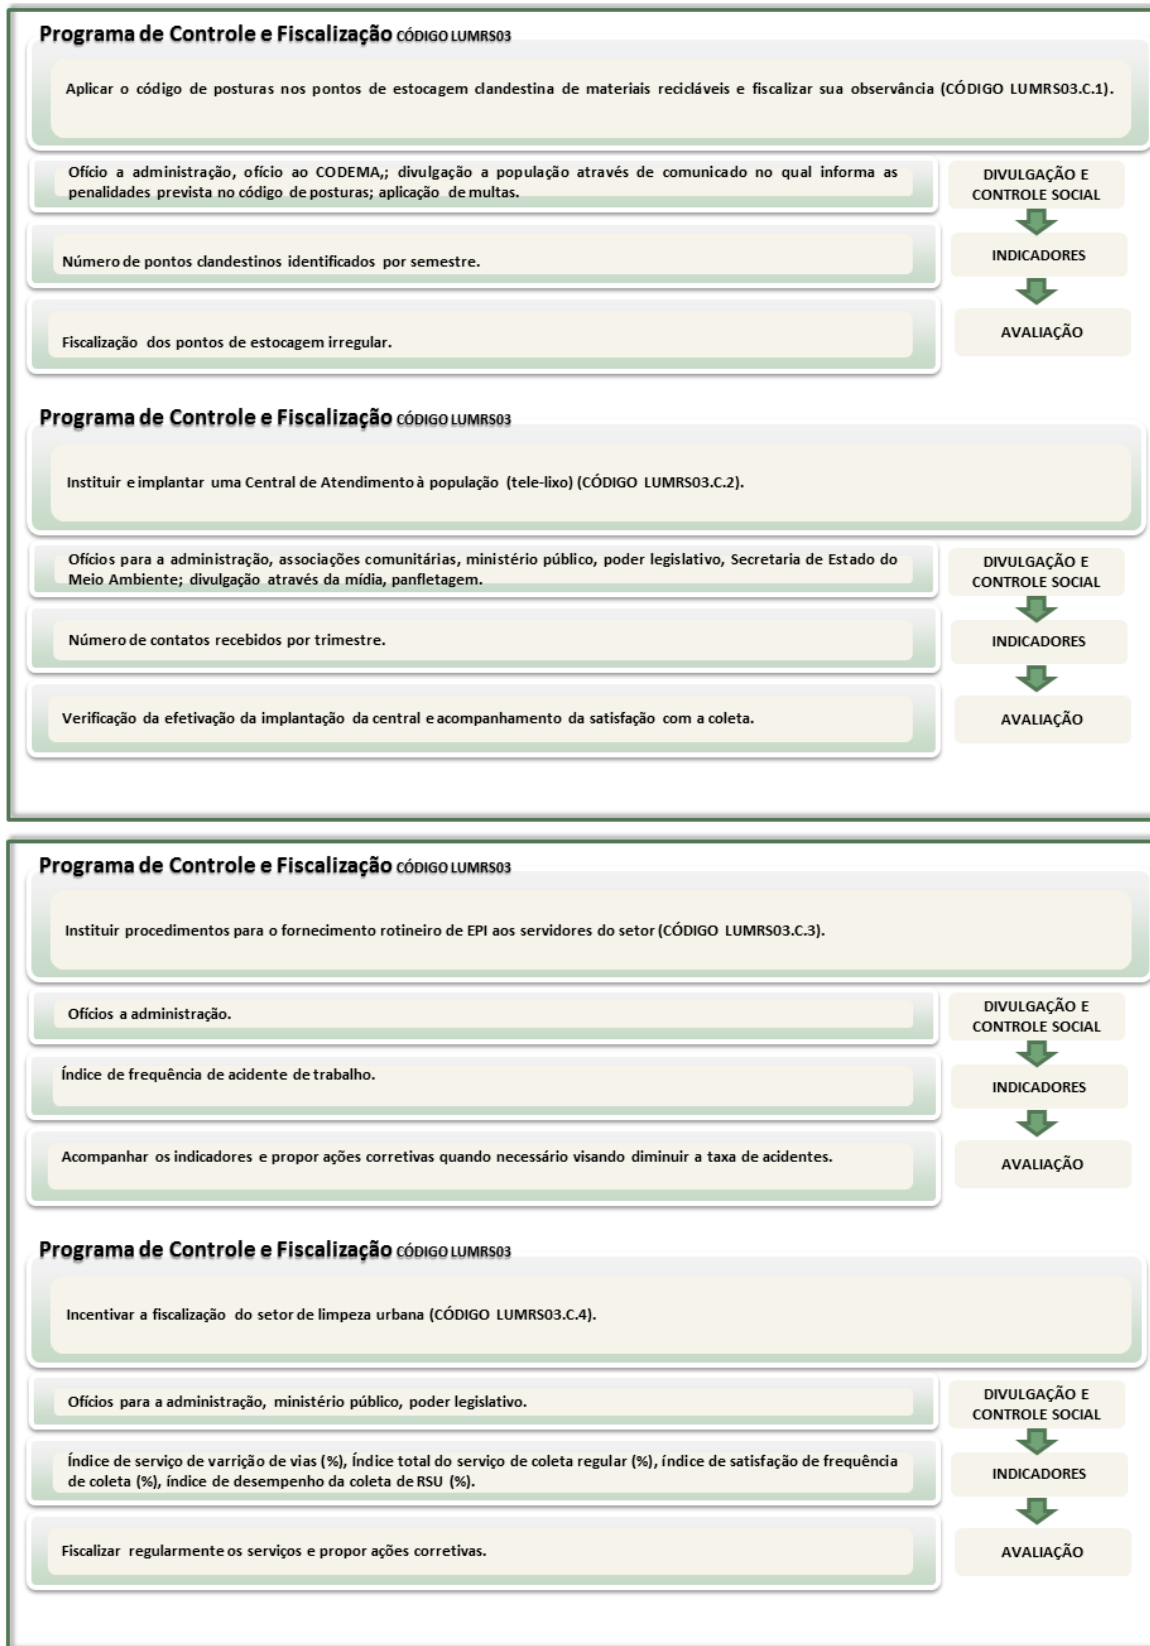 Programa de Controle e Fiscalização CÓDIGO LUMRS03
Aplicar o código de posturas nos pontos de estocagem clandestina de materiais recicláveis e fiscalizar sua observância (CÓDIGO LUMRS03.C.1).
Ofício a administração, ofício ao CODEMA,; divulgação a população através de comunicado no qual informa as
penalidades prevista no código de posturas; aplicação de multas.
DIVULGAÇÃO E
CONTROLE SOCIAL
Número de pontos clandestinos identificados por semestre.
INDICADORES
Fiscalização dos pontos de estocagem irregular.
AVALIAÇÃO
Programa de Controle e Fiscalização CÓDIGO LUMRS03
Instituir e implantar uma Central de Atendimento à população (tele-lixo) (CÓDIGO LUMRS03.C.2).
Ofícios para a administração, associações comunitárias, ministério público, poder legislativo, Secretaria de Estado do
Meio Ambiente; divulgação através da mídia, panfletagem.
DIVULGAÇÃO E
CONTROLE SOCIAL
Número de contatos recebidos por trimestre.
INDICADORES
Verificação da efetivação da implantação da central e acompanhamento da satisfação com a coleta.
AVALIAÇÃO
Programa de Controle e Fiscalização CÓDIGO LUMRS03
Instituir procedimentos para o fornecimento rotineiro de EPI aos servidores do setor (CÓDIGO LUMRS03.C.3).
Ofícios a administração.
DIVULGAÇÃO E
CONTROLE SOCIAL
Índice de frequência de acidente de trabalho.
INDICADORES
Acompanhar os indicadores e propor ações corretivas quando necessário visando diminuir a taxa de acidentes.
AVALIAÇÃO
Programa de Controle e Fiscalização CÓDIGO LUMRS03
Incentivar a fiscalização do setor de limpeza urbana (CÓDIGO LUMRS03.C.4).
Ofícios para a administração, ministério público, poder legislativo.
DIVULGAÇÃO E
CONTROLE SOCIAL
Índice de serviço de varrição de vias (%), Índice total do serviço de coleta regular (%), índice de satisfação de frequência
de coleta (%), índice de desempenho da coleta de RSU (%).
INDICADORES
Fiscalizar regularmente os serviços e propor ações corretivas.
AVALIAÇÃO